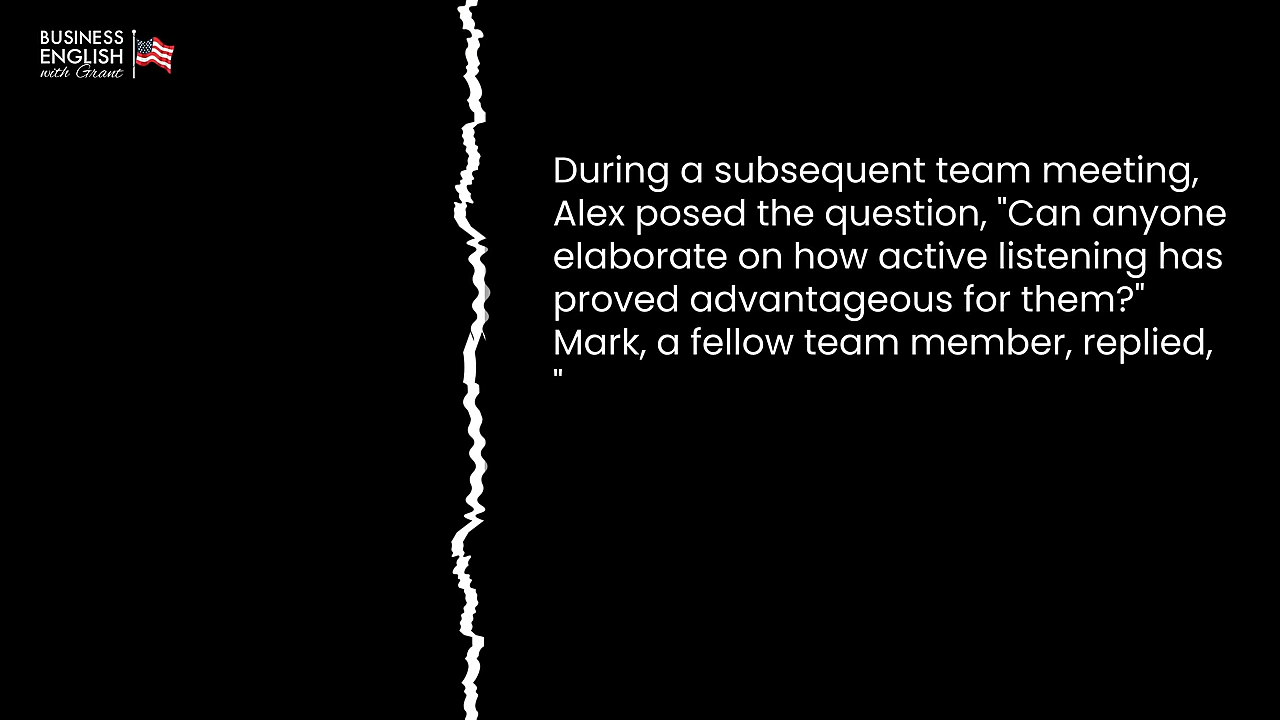 BUSINESS
ENGLISH
with Grant
During a subsequent team meeting,
Alex posed the question, "Can anyone
elaborate on how active listening has
proved advantageous for them?"
Mark, a fellow team member, replied,
"